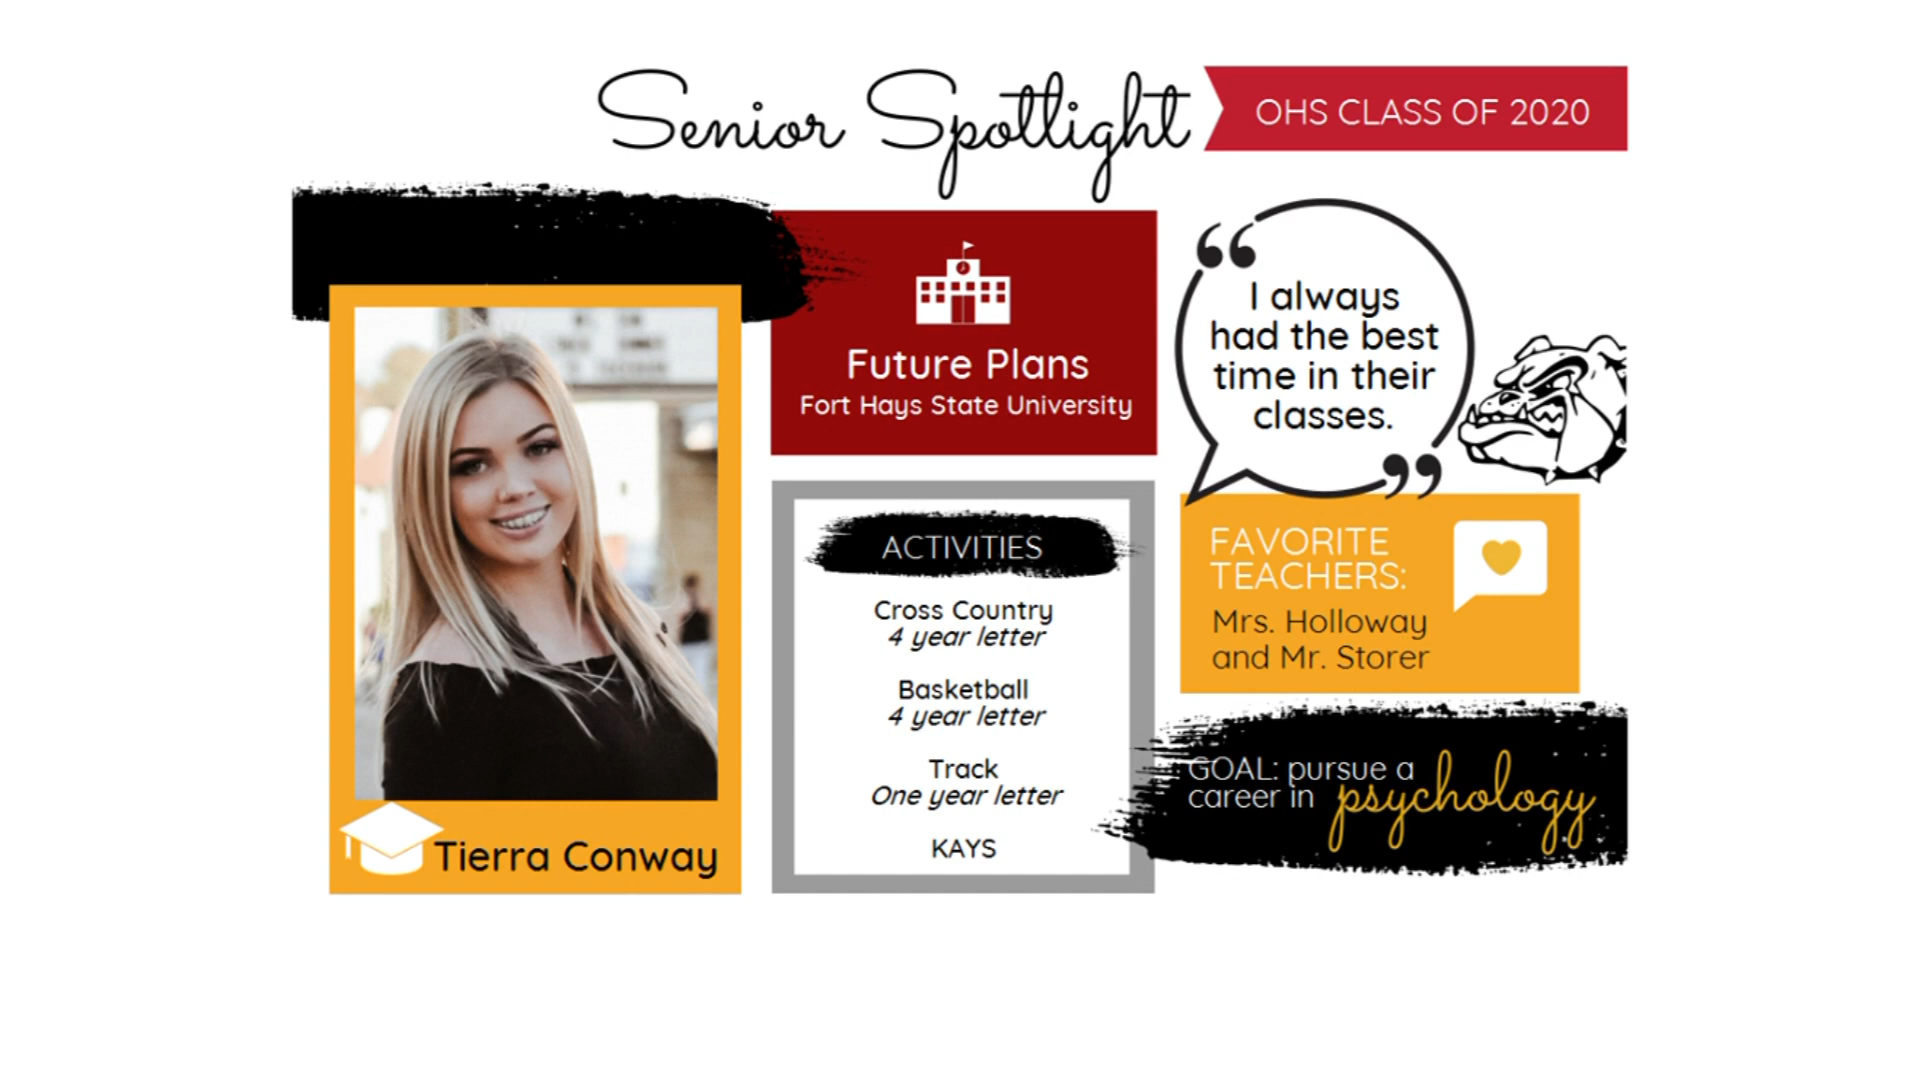 Senior Spotlight
OHS CLASS OF 2020
Future Plans
Fort Hays State University
“ I always
had the best
time in their
classes. ”
Tierra Conway
ACTIVITIES
Cross Country
4 year letter
Basketball
4 year letter
Track
One year letter
KAYS
FAVORITE
TEACHERS:
Mrs. Holloway
and Mr. Storer
GOAL: pursue a
career in psychology